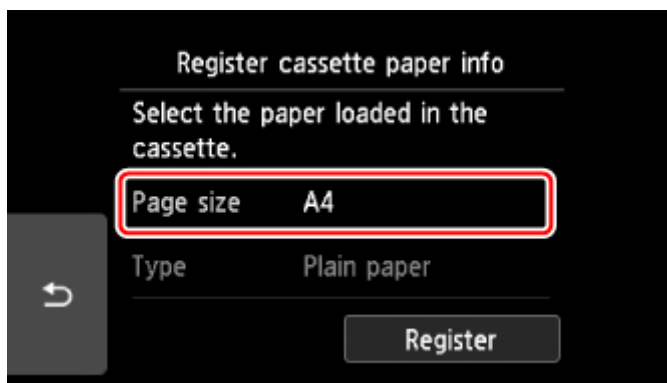 Register cassette paper info
Select the paper loaded in the
cassette.
Page size A4
Type Plain paper
Register